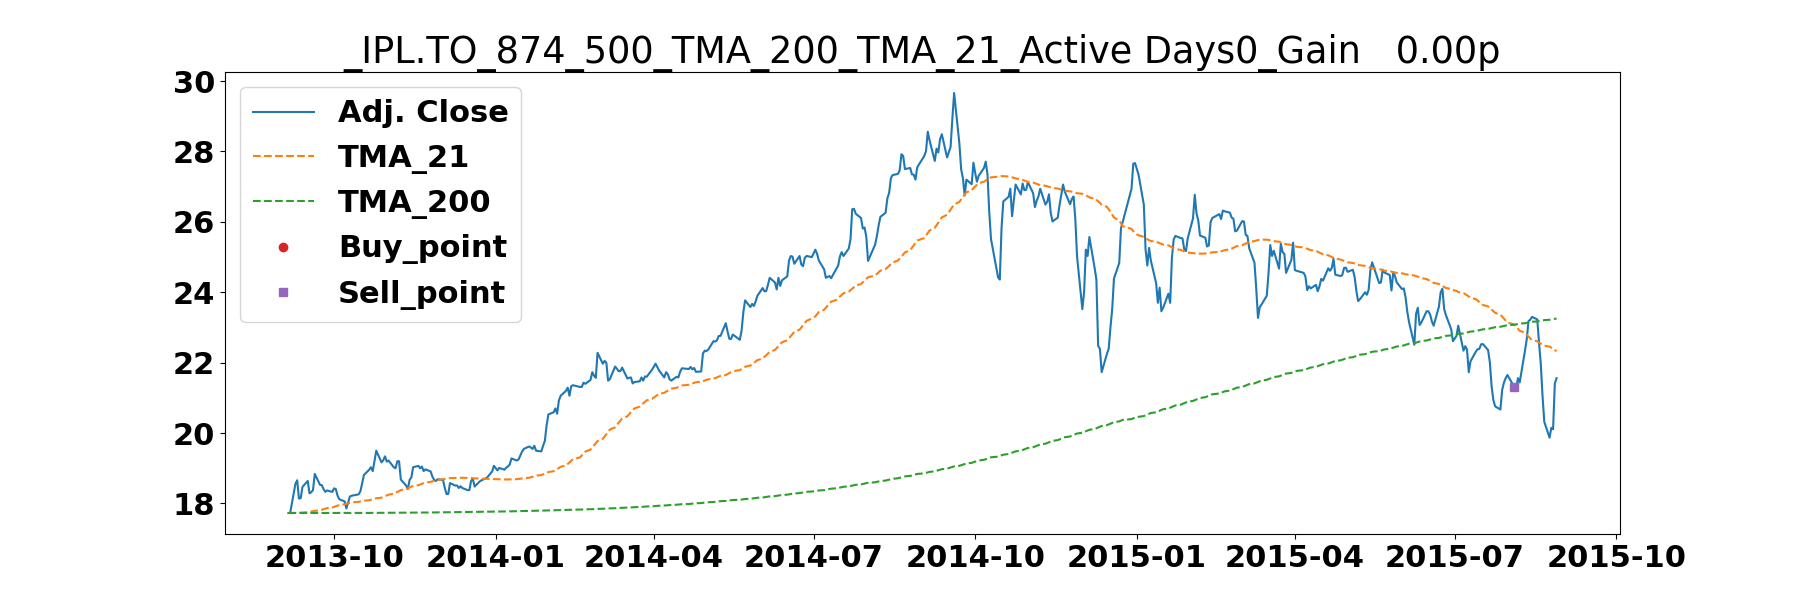 _IPL.TO_874_500_TMA_200_TMA_21_Active Days0_Gain   0.00p
30
28
26
24
22
20
18
Adj. Close
TMA_21
TMA_200
Buy_point
Sell_point
2013-10 2014-01 2014-04 2014-07 2014-10 2015-01 2015-04 2015-07 2015-10